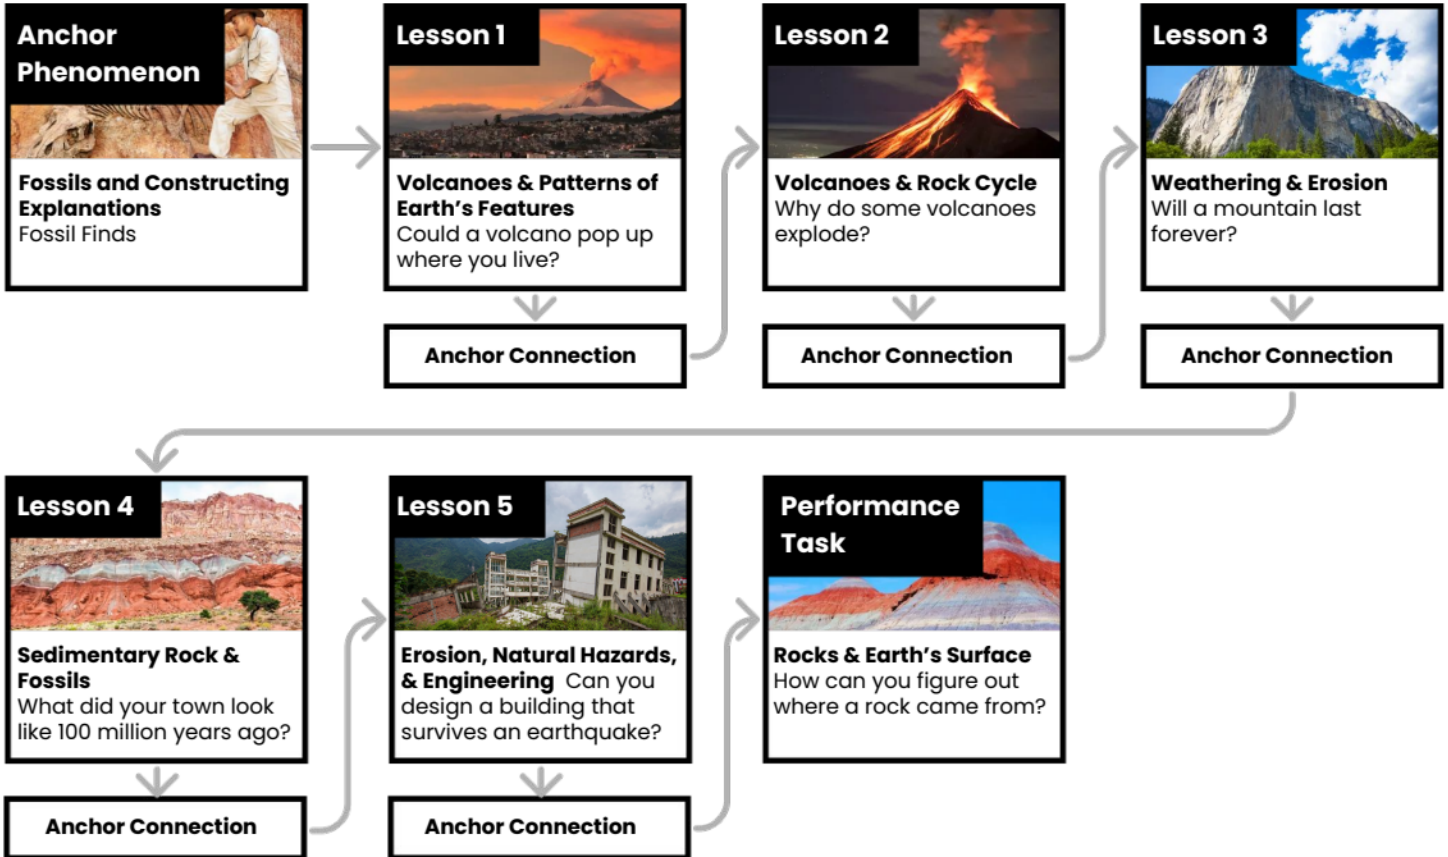 Anchor
Phenomenon
Fossils and Constructing
Explanations
Fossil Finds
Lesson 1
Volcanoes & Patterns of
Earth's Features
Could a volcano pop up
where you live?
Anchor Connection
Lesson 2
Volcanoes & Rock Cycle
Why do some volcanoes
explode?
Anchor Connection
Lesson 3
Weathering & Erosion
Will a mountain last
forever?
Anchor Connection
Lesson 4
Sedimentary Rock &
Fossils
What did your town look
like 100 million years ago?
Anchor Connection
Lesson 5
Erosion, Natural Hazards,
& Engineering Can you
design a building that
survives an earthquake?
Anchor Connection
Performance
Task
Rocks & Earth's Surface
How can you figure out
where a rock came from?